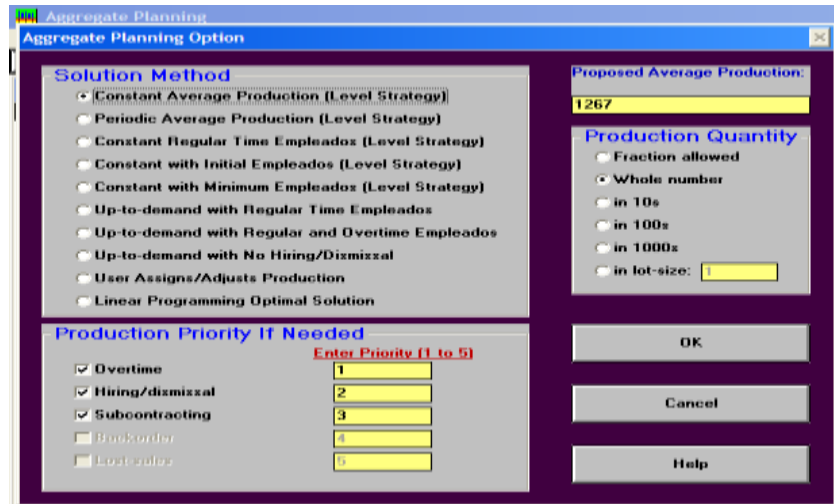 Aggregate Planning
Aggregate Planning Option
Solution Method
Constant Average Production (Level Strategy)
Periodic Average Production (Level Strategy)
Constant Regular Time Empleados (Level Strategy)
Constant with Initial Empleados (Level Strategy)
Constant with Minimum Empleados (Level Strategy)
Up-to-demand with Regular Time Empleados
Up-to-demand with Regular and Overtime Empleados
Up-to-demand with No Hiring/Dismissal
User Assigns/Adjusts Production
Linear Programming Optimal Solution
Production Priority If Needed
Enter Priority (1 to 5)
Overtime 1
Hiring/dismissal 2
Subcontracting 3
Backorder 4
Lost-sales 5
Proposed Average Production:
1267
Production Quantity
Fraction allowed
Whole number
in 10s
in 100s
in 1000s
in lot-size: 1
OK
Cancel
Help